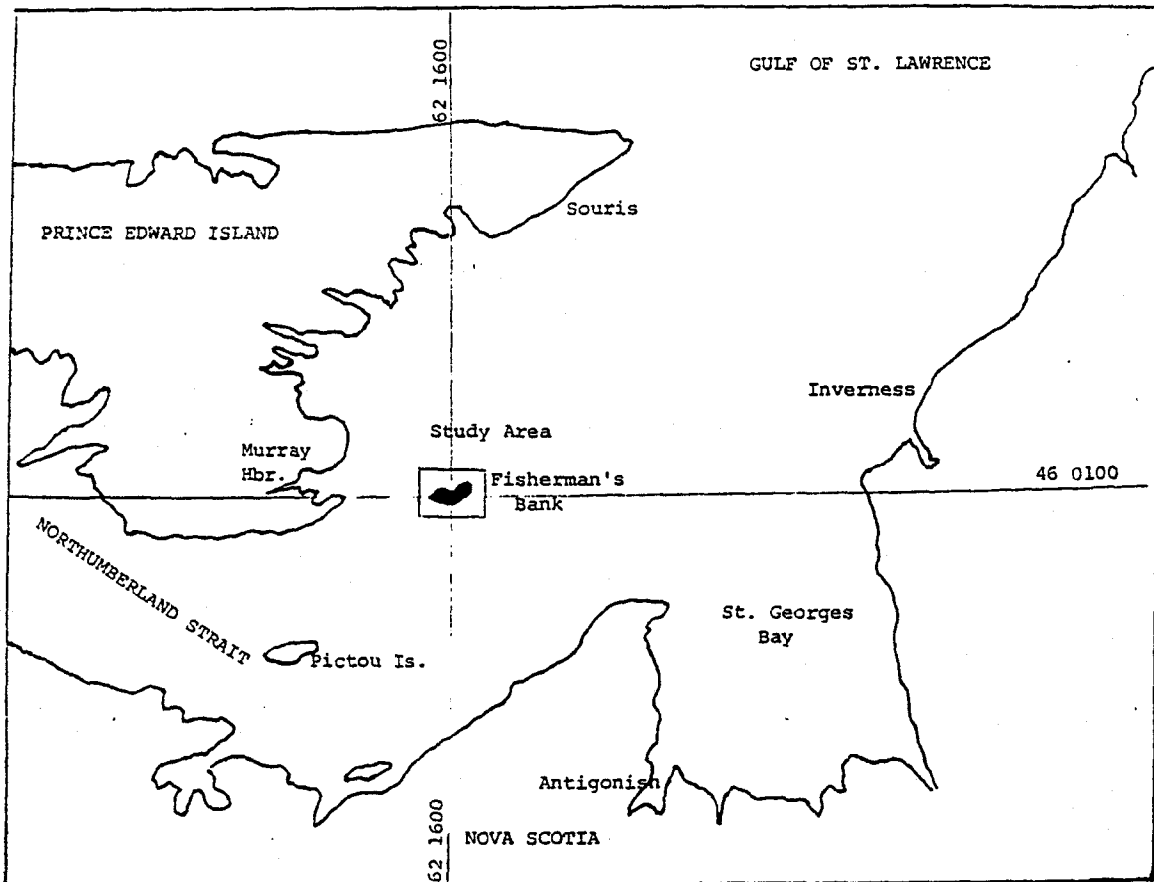 62 1600
GULF OF ST. LAWRENCE
Souris
PRINCE EDWARD ISLAND
Inverness
Study Area
Murray
Hbr.
Fisherman's
Bank
46 0100
NORTHUMBERLAND STRAIT
St. Georges
Bay
Pictou Is.
Antigonish
62 1600
NOVA SCOTIA